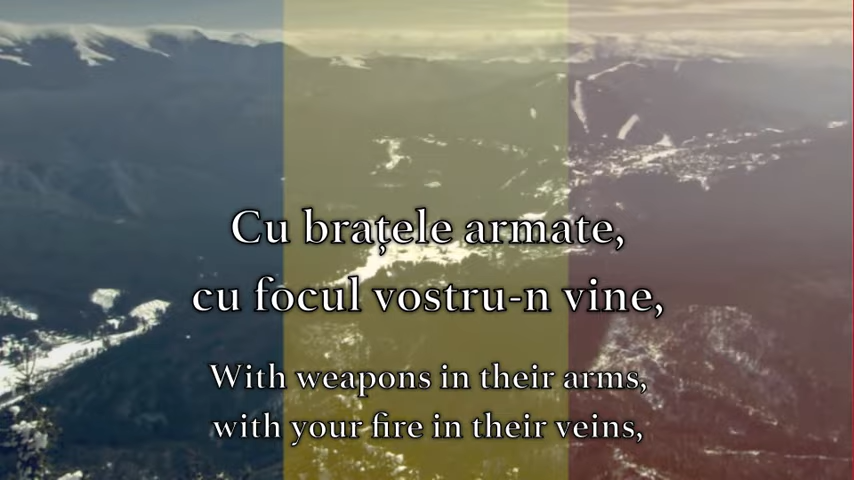 Cu brațele armate,
cu focul vostru-n vine,
With weapons in their arms,
with your fire in their veins,